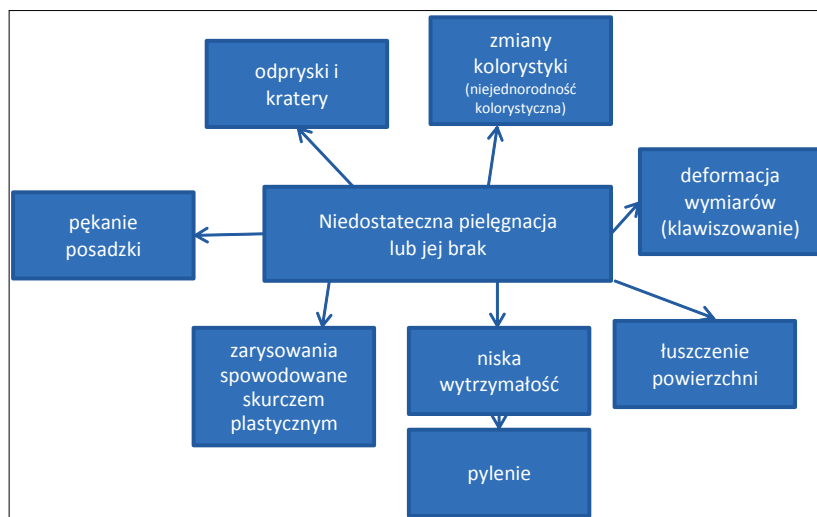 odpryski i
kratery
zmiany
kolorystyki
(niejednorodność
kolorystyczna)
deformacja
wymiarów
(klawiszowanie)
pękanie
posadzki
Niedostateczna pielęgnacja
lub jej brak
zarysowania
spowodowane
skurczem
plastycznym
niska
wytrzymałość
łuszczenie
powierzchni
pylenie